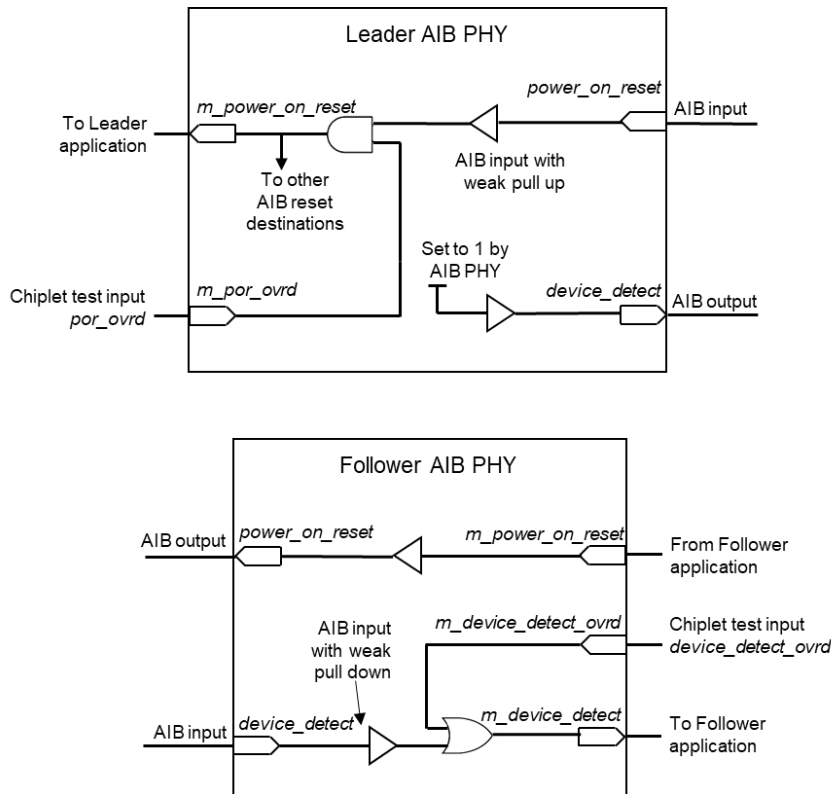 Leader AIB PHY
power_on_reset
m_power_on_reset
To Leader
application
AIB input
AIB input with
weak pull up
To other
AIB reset
destinations
Set to 1 by
AIB PHY
m_por_ovrd
device_detect
Chiplet test input
por_ovrd
AIB output
Follower AIB PHY
AIB output
power_on_reset
m_power_on_reset
From Follower
application
AIB input
with weak
pull down
m_device_detect_ovrd
Chiplet test input
device_detect_ovrd
AIB input
device_detect
m_device_detect
To Follower
application